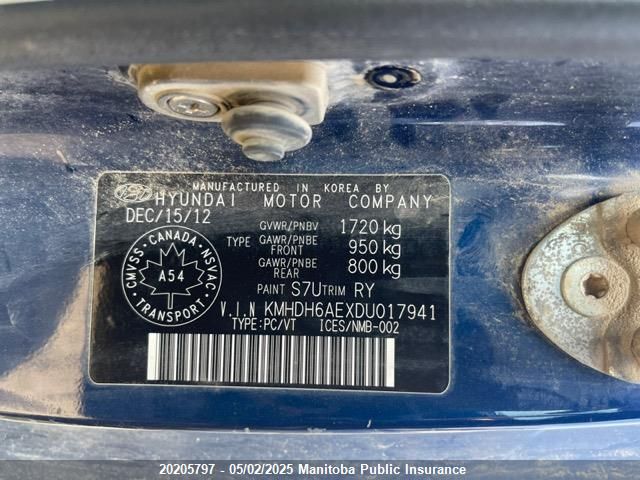 MANUFACTURED IN KOREA BY
HYUNDAI MOTOR COMPANY
DEC/15/12
GVWR/PNBV 1720 kg
TYPE GAWR/PNBE FRONT 950 kg
GAWR/PNBE REAR 800 kg
PAINT S7U TRIM RY
CMVSS · CANADA · NSVAC
A54
TRANSPORT
V.I.N KMHDH6AEXDU017941
TYPE:PC/VT ICES/NMB-002
20205797 - 05/02/2025 Manitoba Public Insurance